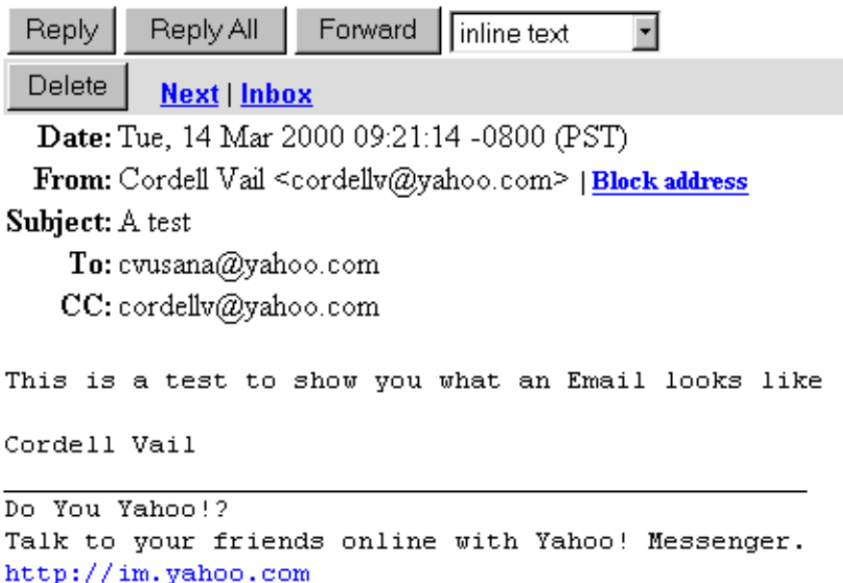 Reply Reply All Forward inline text
Delete Next | Inbox
Date: Tue, 14 Mar 2000 09:21:14 -0800 (PST)
From: Cordell Vail <cordellv@yahoo.com> | Block address
Subject: A test
To: cvusana@yahoo.com
CC: cordellv@yahoo.com
This is a test to show you what an Email looks like
Cordell Vail
Do You Yahoo!?
Talk to your friends online with Yahoo! Messenger.
http://im.yahoo.com